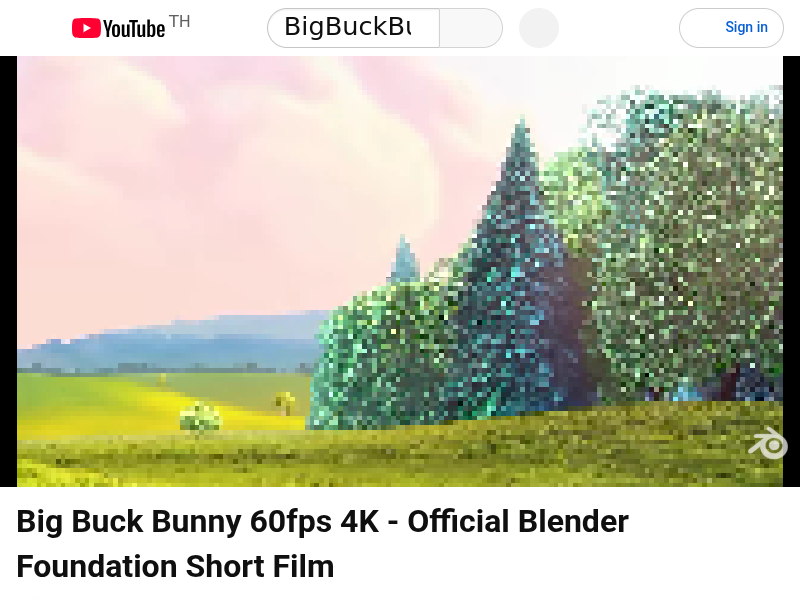 YouTube TH
BigBuckBu
Sign in
Big Buck Bunny 60fps 4K - Official Blender
Foundation Short Film